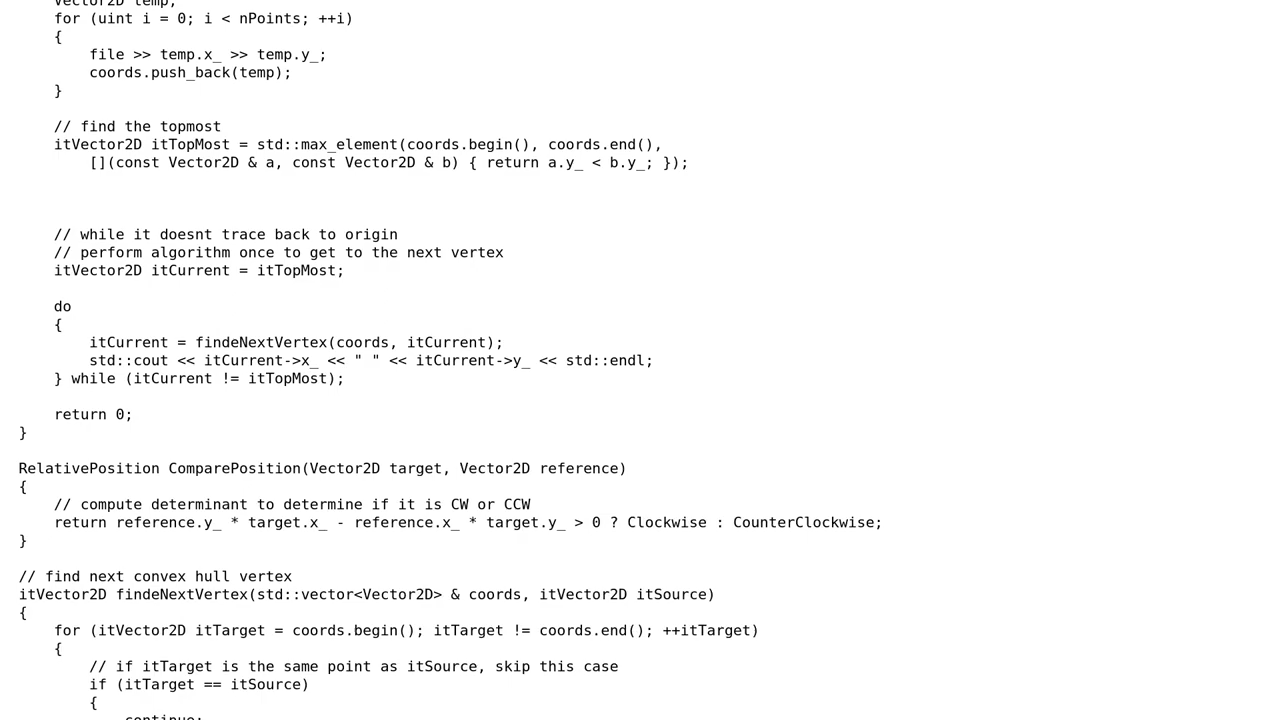 Vector2D temp;
for (uint i = 0; i < nPoints; ++i)
{
file >> temp.x_ >> temp.y_;
coords.push_back(temp);
}
// find the topmost
itVector2D itTopMost = std::max_element(coords.begin(), coords.end(),
[](const Vector2D & a, const Vector2D & b) { return a.y_ < b.y_; });
// while it doesnt trace back to origin
// perform algorithm once to get to the next vertex
itVector2D itCurrent = itTopMost;
do
{
itCurrent = findeNextVertex(coords, itCurrent);
std::cout << itCurrent->x_ << " " << itCurrent->y_ << std::endl;
} while (itCurrent != itTopMost);
return 0;
}
RelativePosition ComparePosition(Vector2D target, Vector2D reference)
{
// compute determinant to determine if it is CW or CCW
return reference.y_ * target.x_ - reference.x_ * target.y_ > 0 ? Clockwise : CounterClockwise;
}
// find next convex hull vertex
itVector2D findeNextVertex(std::vector<Vector2D> & coords, itVector2D itSource)
{
for (itVector2D itTarget = coords.begin(); itTarget != coords.end(); ++itTarget)
{
// if itTarget is the same point as itSource, skip this case
if (itTarget == itSource)
{
continue;